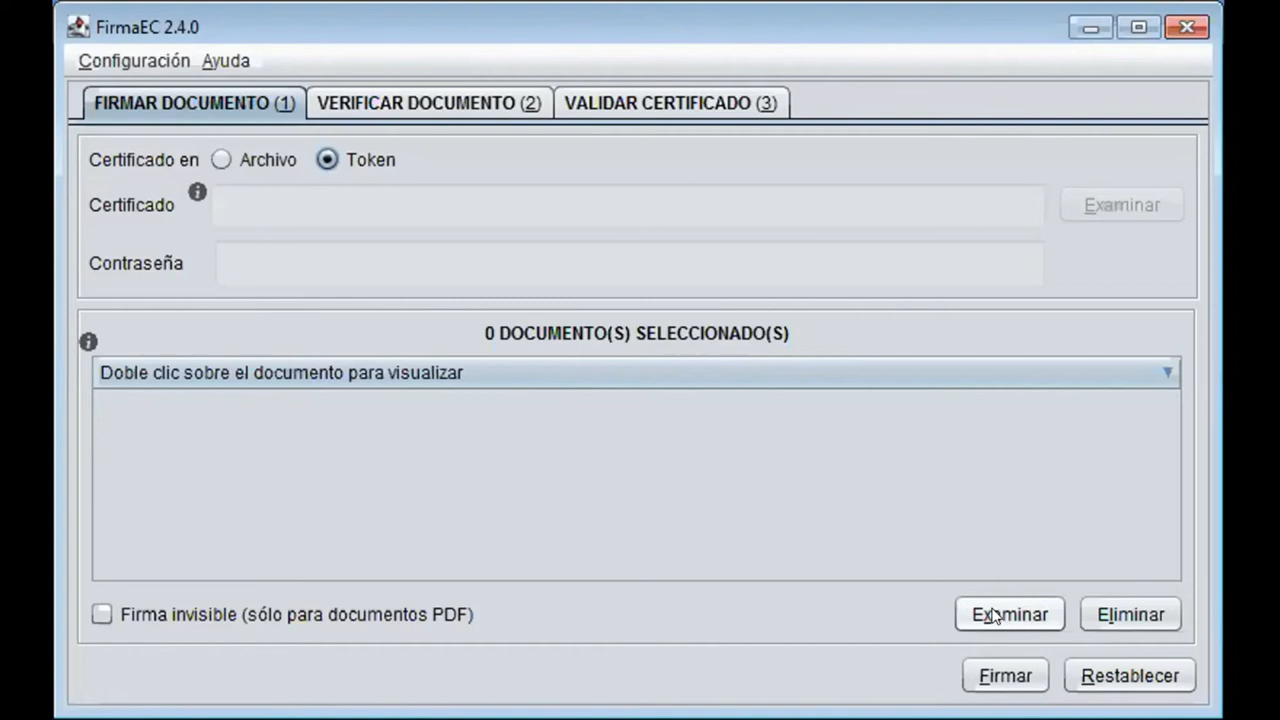 FirmaEC 2.4.0
Configuración Ayuda
FIRMAR DOCUMENTO (1) VERIFICAR DOCUMENTO (2) VALIDAR CERTIFICADO (3)
Certificado en Archivo Token
Certificado Examinar
Contraseña
0 DOCUMENTO(S) SELECCIONADO(S)
Doble clic sobre el documento para visualizar
Firma invisible (sólo para documentos PDF) Examinar Eliminar
Firmar Restablecer